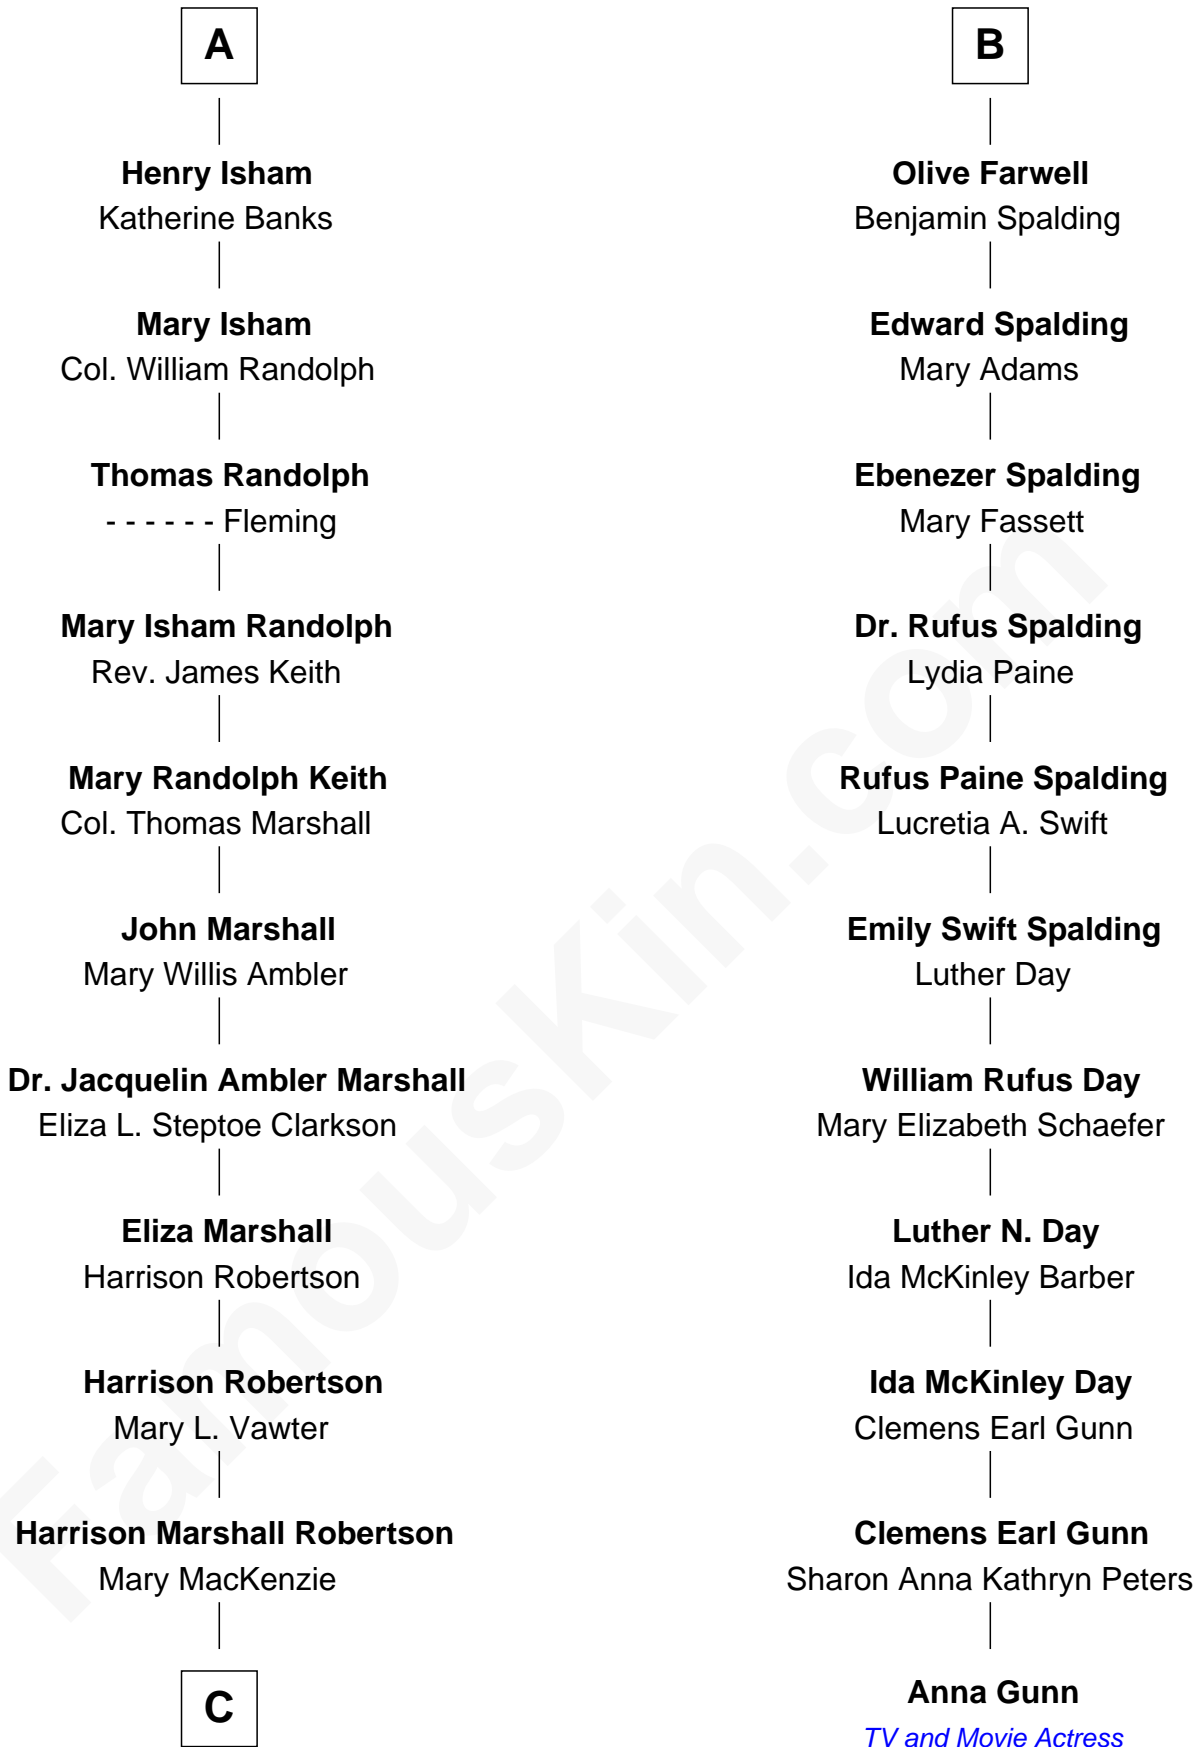 A
Henry Isham
Katherine Banks
Mary Isham
Col. William Randolph
Thomas Randolph
- - - - - - Fleming
Mary Isham Randolph
Rev. James Keith
Mary Randolph Keith
Col. Thomas Marshall
John Marshall
Mary Willis Ambler
Dr. Jacquelin Ambler Marshall
Eliza L. Steptoe Clarkson
Eliza Marshall
Harrison Robertson
Harrison Robertson
Mary L. Vawter
Harrison Marshall Robertson
Mary MacKenzie
C
B
Olive Farwell
Benjamin Spalding
Edward Spalding
Mary Adams
Ebenezer Spalding
Mary Fassett
Dr. Rufus Spalding
Lydia Paine
Rufus Paine Spalding
Lucretia A. Swift
Emily Swift Spalding
Luther Day
William Rufus Day
Mary Elizabeth Schaefer
Luther N. Day
Ida McKinley Barber
Ida McKinley Day
Clemens Earl Gunn
Clemens Earl Gunn
Sharon Anna Kathryn Peters
Anna Gunn
TV and Movie Actress
FamousKin.com